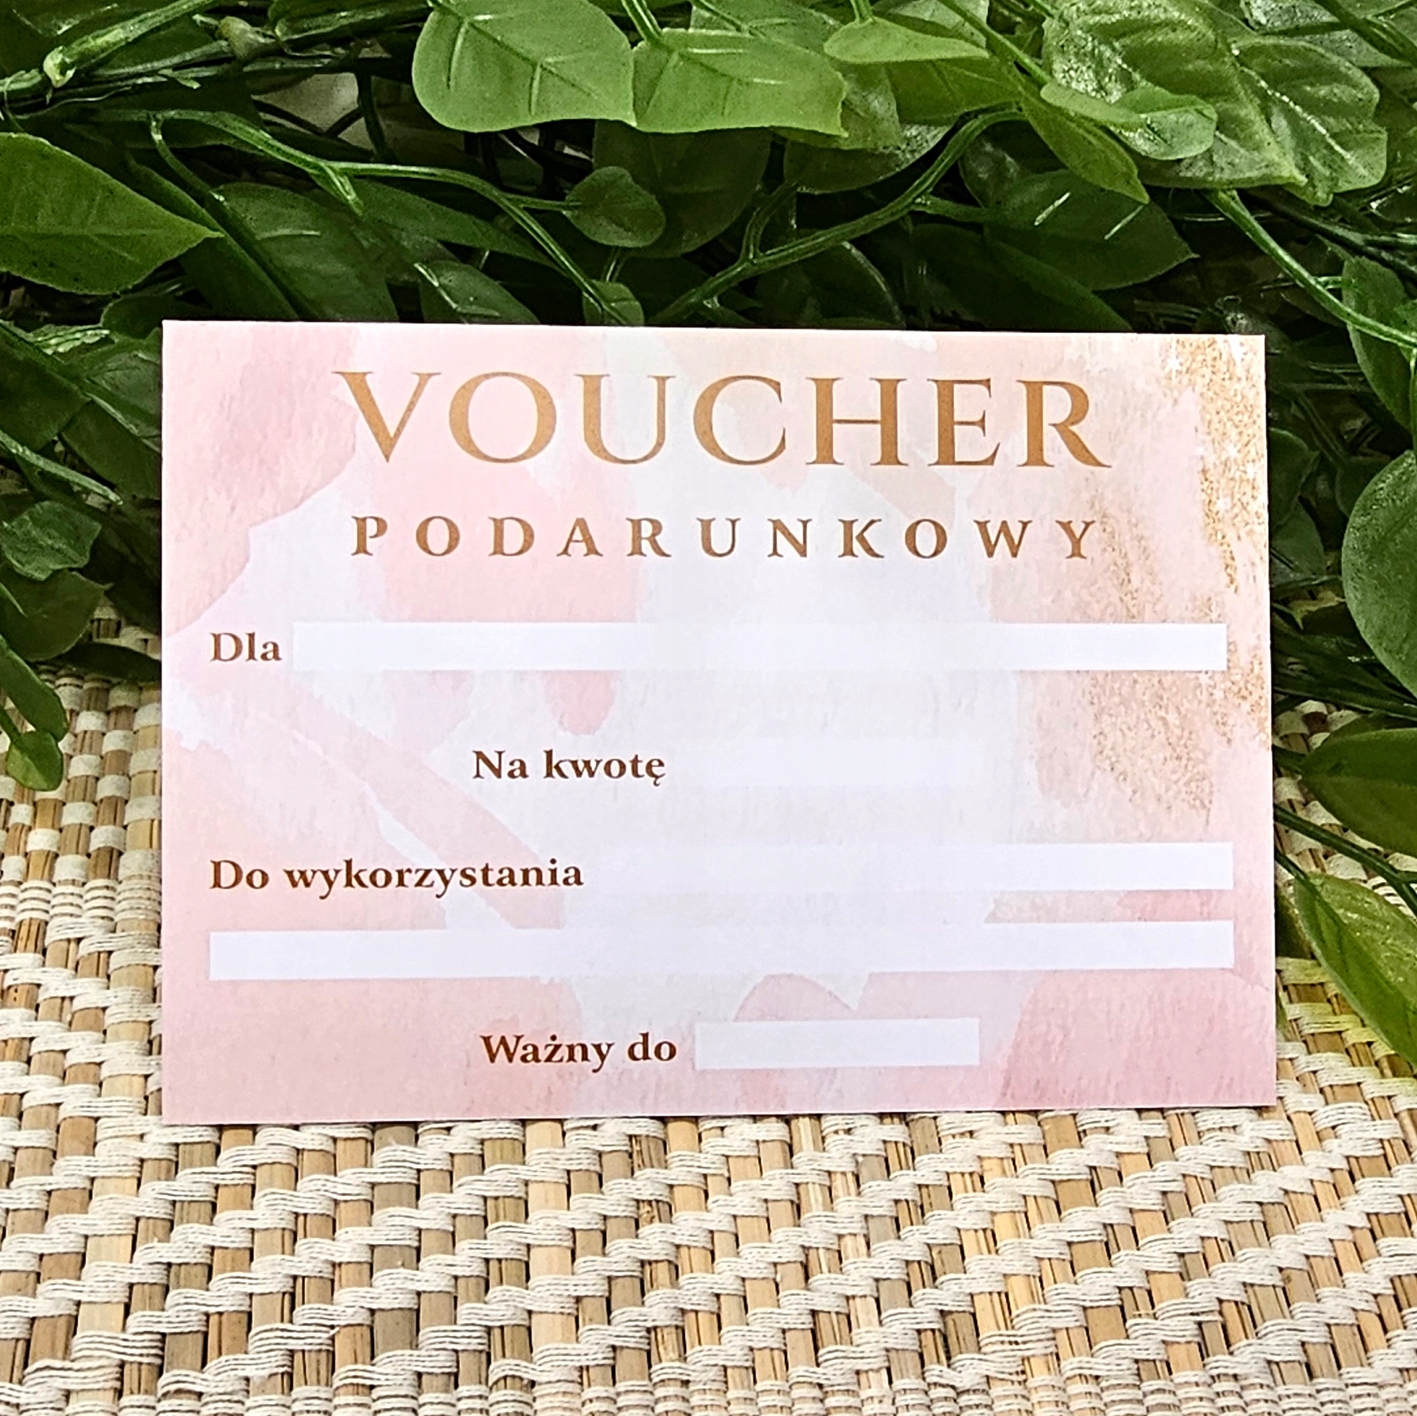 VOUCHER
PODARUNKOWY
Dla
Na kwotę
Do wykorzystania
Ważny do